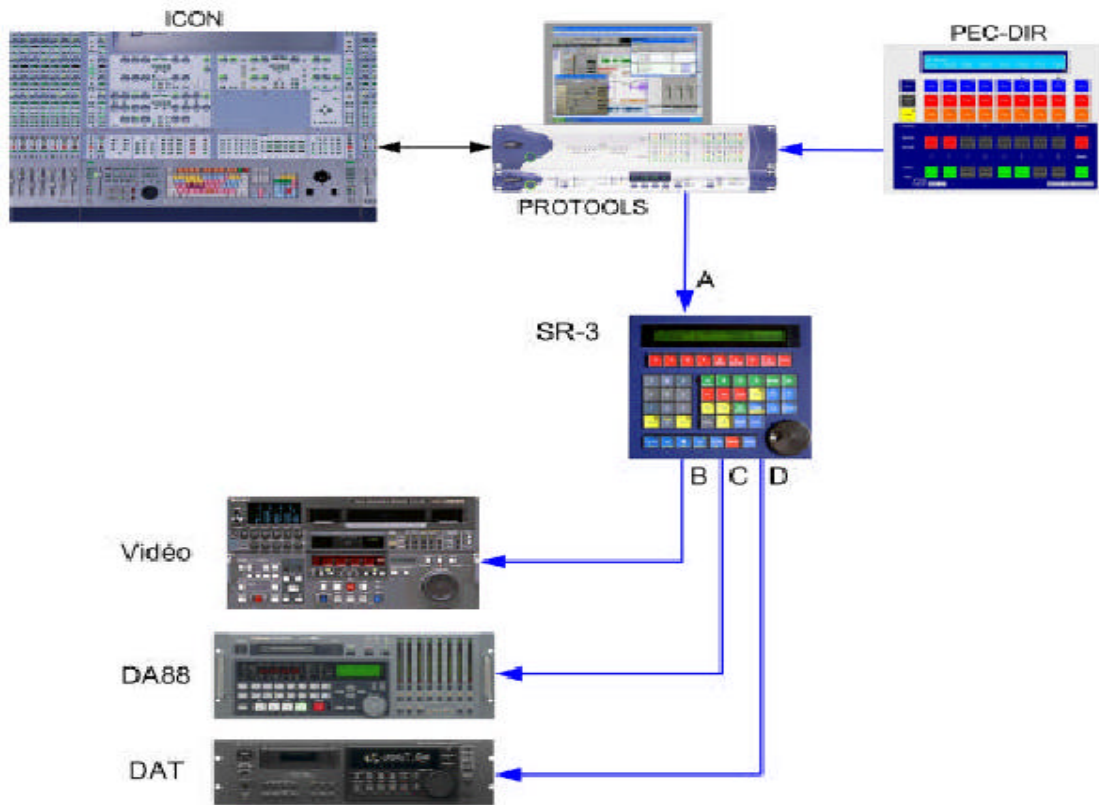 ICON
PEC-DIR
PROTOOLS
A
SR-3
B C D
Vidéo
DA88
DAT